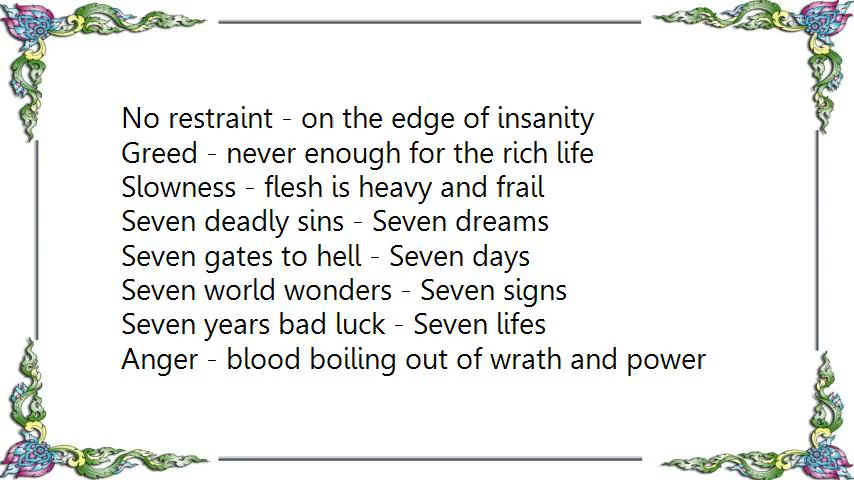 No restraint - on the edge of insanity
Greed - never enough for the rich life
Slowness - flesh is heavy and frail
Seven deadly sins - Seven dreams
Seven gates to hell - Seven days
Seven world wonders - Seven signs
Seven years bad luck - Seven lifes
Anger - blood boiling out of wrath and power